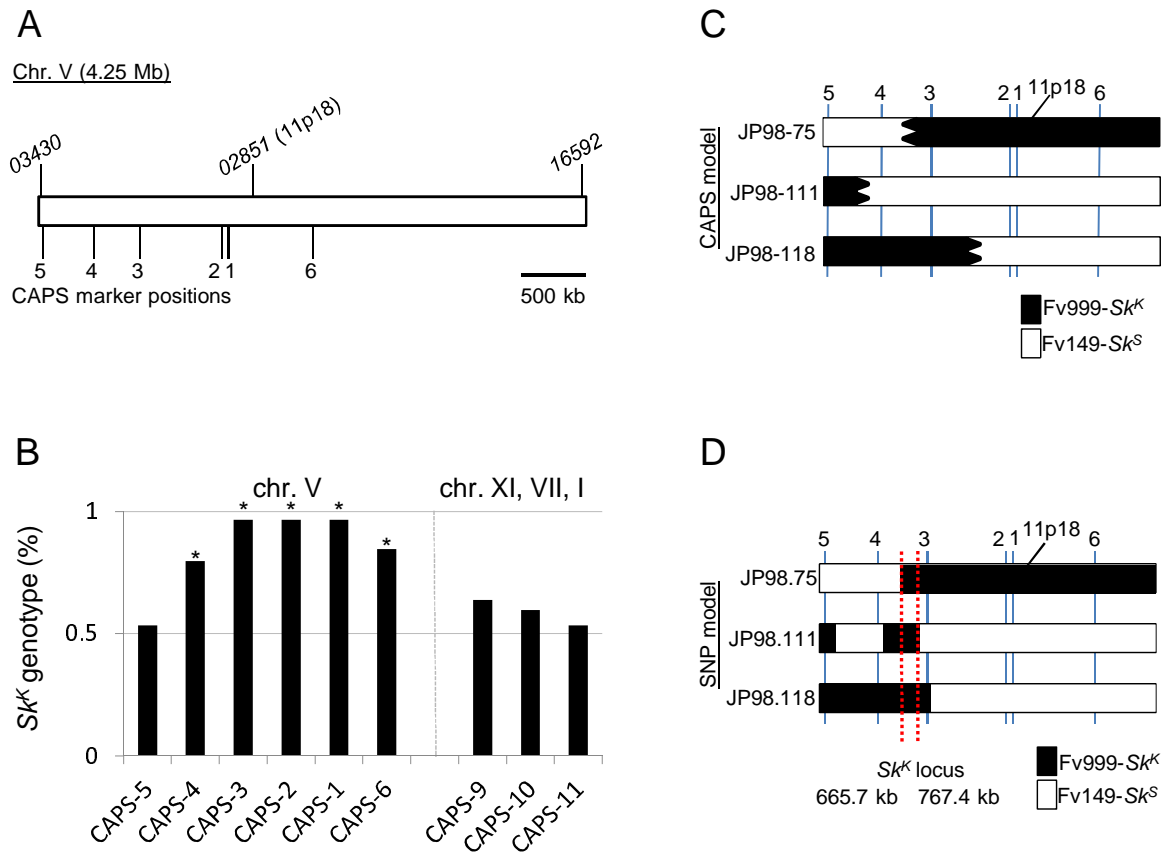 A
Chr. V (4.25 Mb)
03430
02851 (11p18)
16592
5 4 3 2 1 6
CAPS marker positions
500 kb
B
chr. V
chr. XI, VII, I
Sk^K genotype (%)
1
0.5
0
* * * * *
CAPS-5
CAPS-4
CAPS-3
CAPS-2
CAPS-1
CAPS-6
CAPS-9
CAPS-10
CAPS-11
C
5 4 3 2 1 11p18 6
CAPS model
JP98-75
JP98-111
JP98-118
Fv999-Sk^K
Fv149-Sk^S
D
5 4 3 2 1 11p18 6
SNP model
JP98.75
JP98.111
JP98.118
Sk^K locus
665.7 kb 767.4 kb
Fv999-Sk^K
Fv149-Sk^S